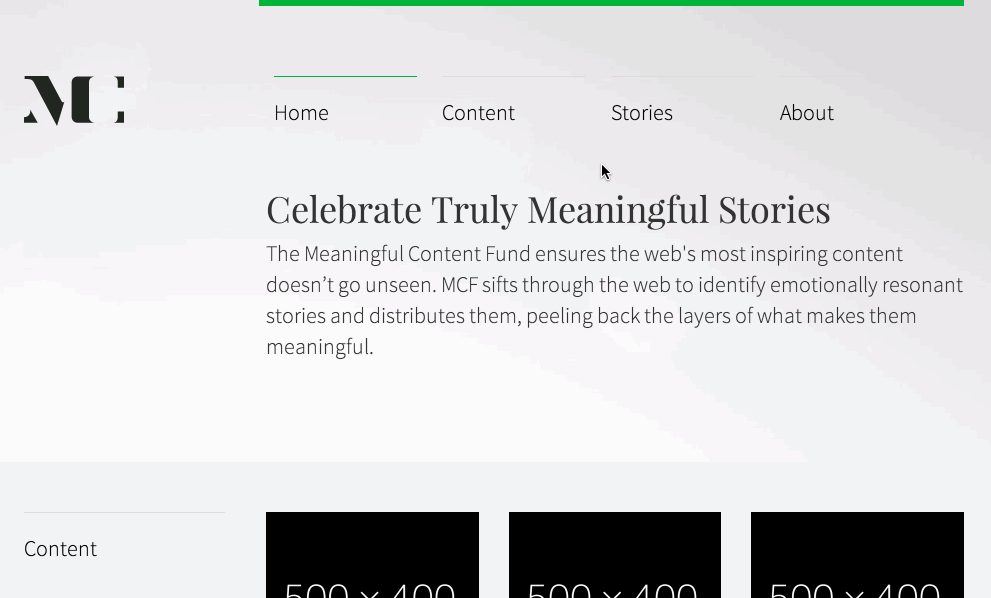 MC
Home
Content
Stories
About
Celebrate Truly Meaningful Stories
The Meaningful Content Fund ensures the web's most inspiring content
doesn’t go unseen. MCF sifts through the web to identify emotionally resonant
stories and distributes them, peeling back the layers of what makes them
meaningful.
Content
500 × 400
500 × 400
500 × 400